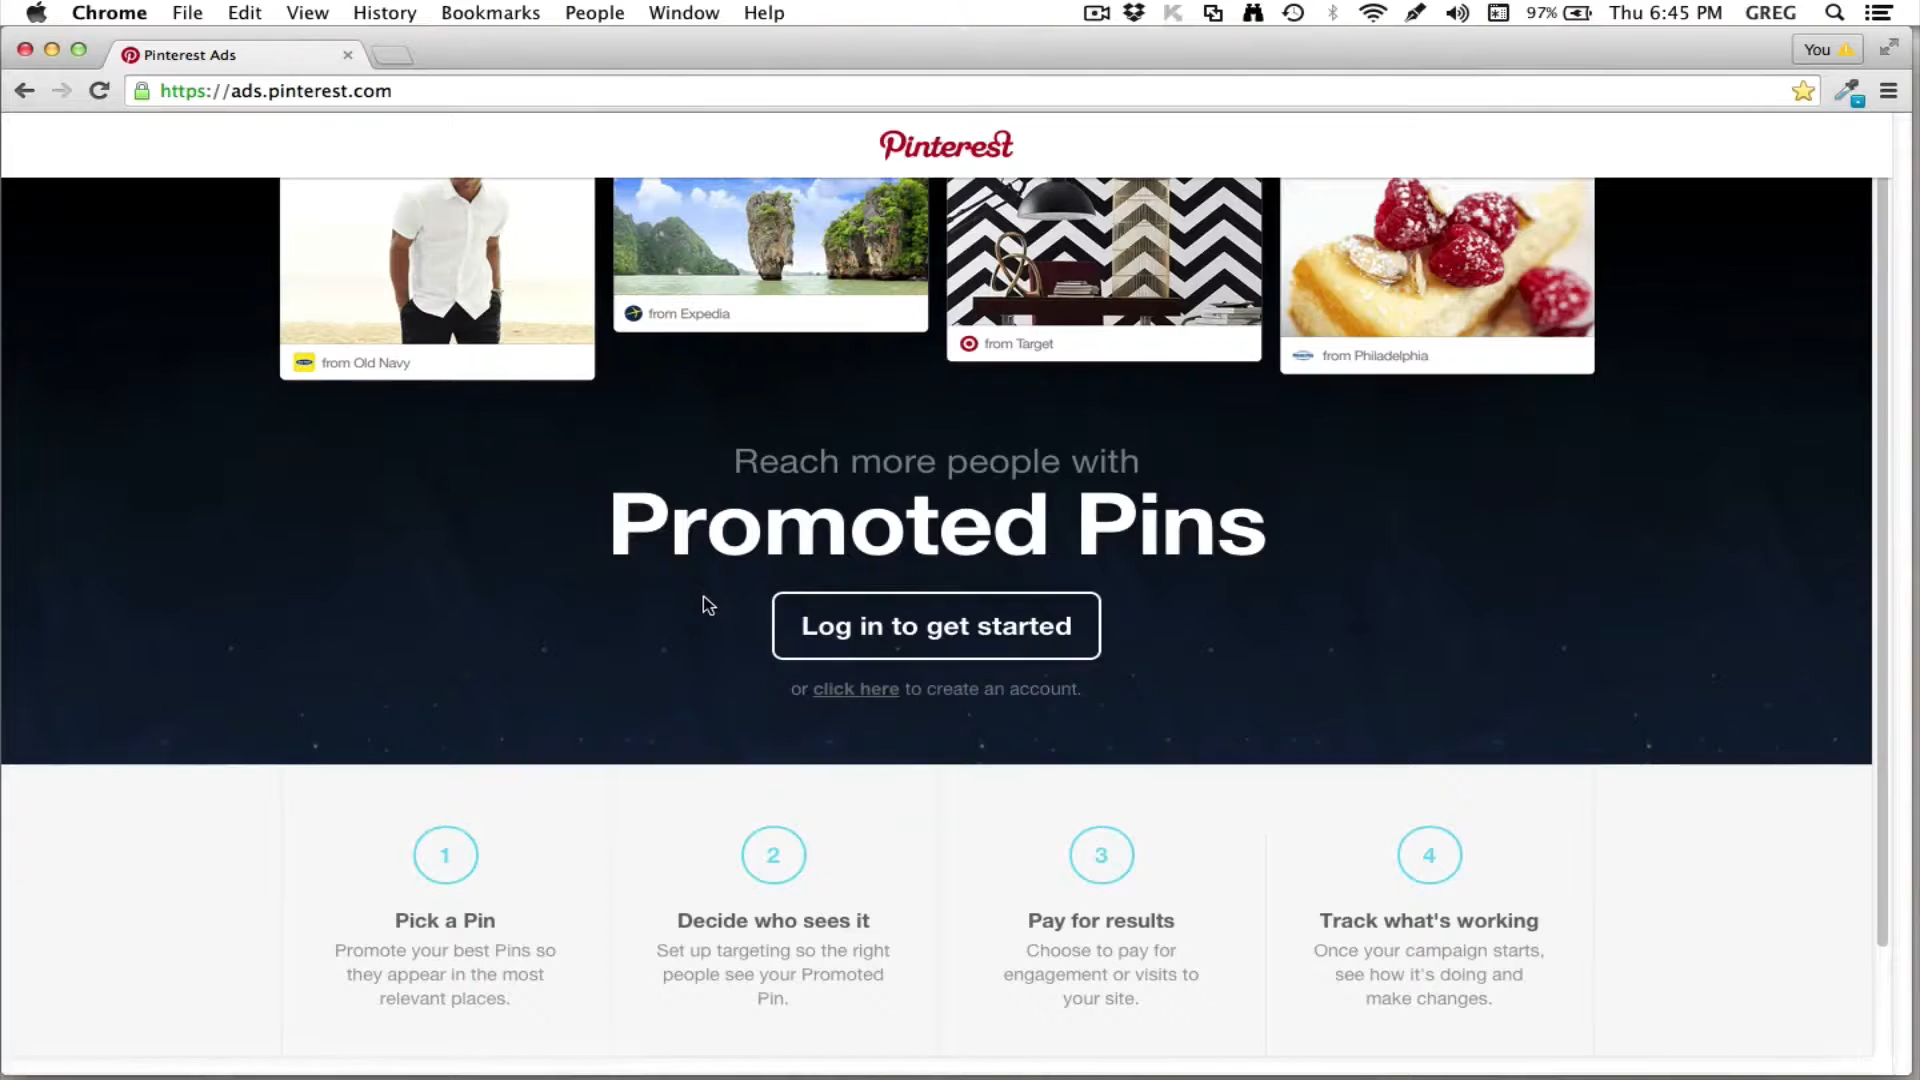 Chrome File Edit View History Bookmarks People Window Help 97% Thu 6:45 PM GREG
Pinterest Ads You
https://ads.pinterest.com
Pinterest
from Old Navy
from Expedia
from Target
from Philadelphia
Reach more people with
Promoted Pins
Log in to get started
or click here to create an account.
1
Pick a Pin
Promote your best Pins so
they appear in the most
relevant places.
2
Decide who sees it
Set up targeting so the right
people see your Promoted
Pin.
3
Pay for results
Choose to pay for
engagement or visits to
your site.
4
Track what's working
Once your campaign starts,
see how it's doing and
make changes.